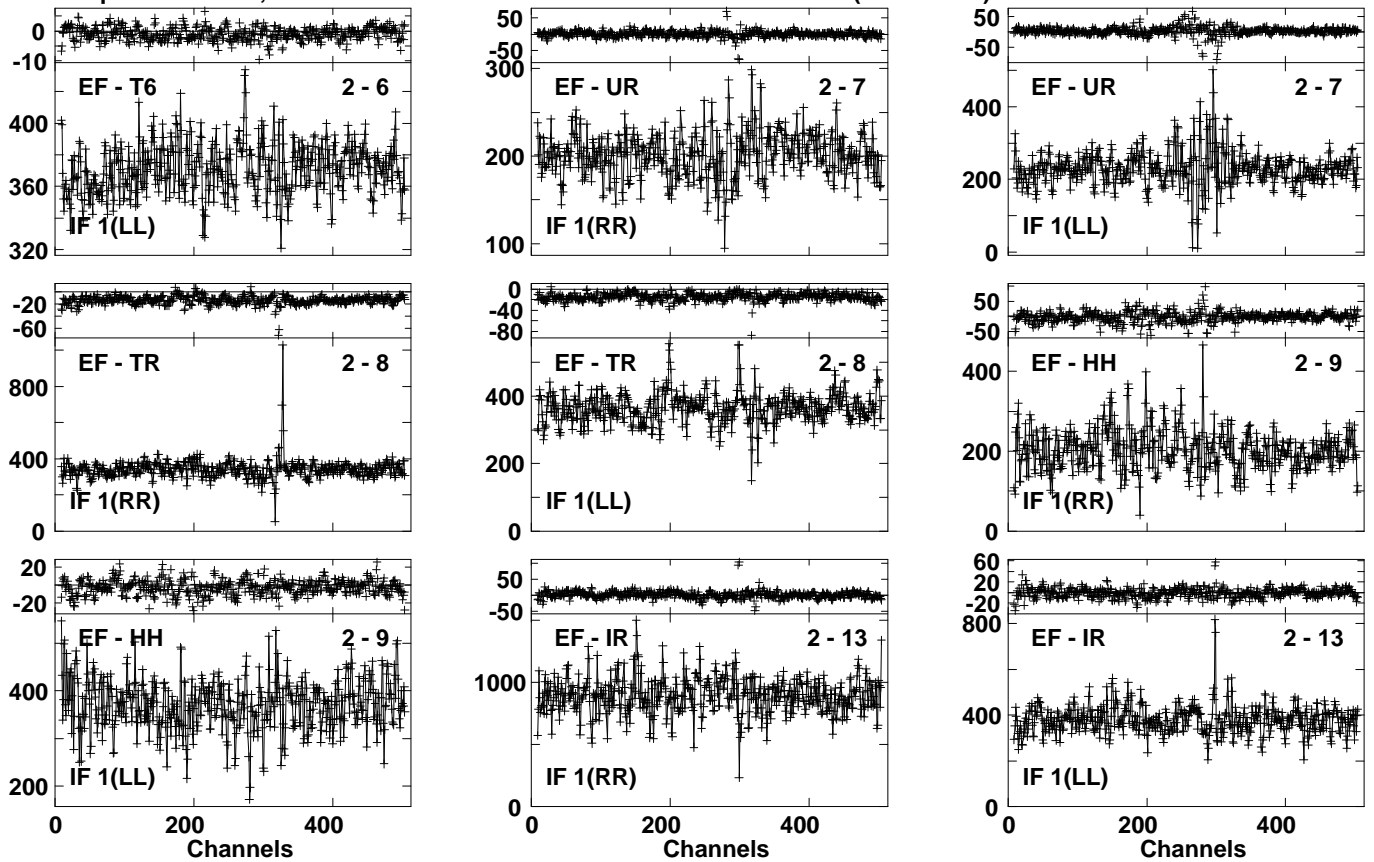 0
-10
EF - T6 2 - 6
400
360
320
IF 1(LL)
50
-50
300
EF - UR 2 - 7
200
100
IF 1(RR)
50
-50
EF - UR 2 - 7
400
200
0
IF 1(LL)
-20
-60
EF - TR 2 - 8
800
400
0
IF 1(RR)
0
-40
-80
EF - TR 2 - 8
400
200
0
IF 1(LL)
50
-50
EF - HH 2 - 9
400
200
0
IF 1(RR)
20
-20
EF - HH 2 - 9
400
200
IF 1(LL)
0 200 400
Channels
50
-50
EF - IR 2 - 13
1000
0
IF 1(RR)
0 200 400
Channels
60
20
-20
800
EF - IR 2 - 13
400
0
IF 1(LL)
0 200 400
Channels